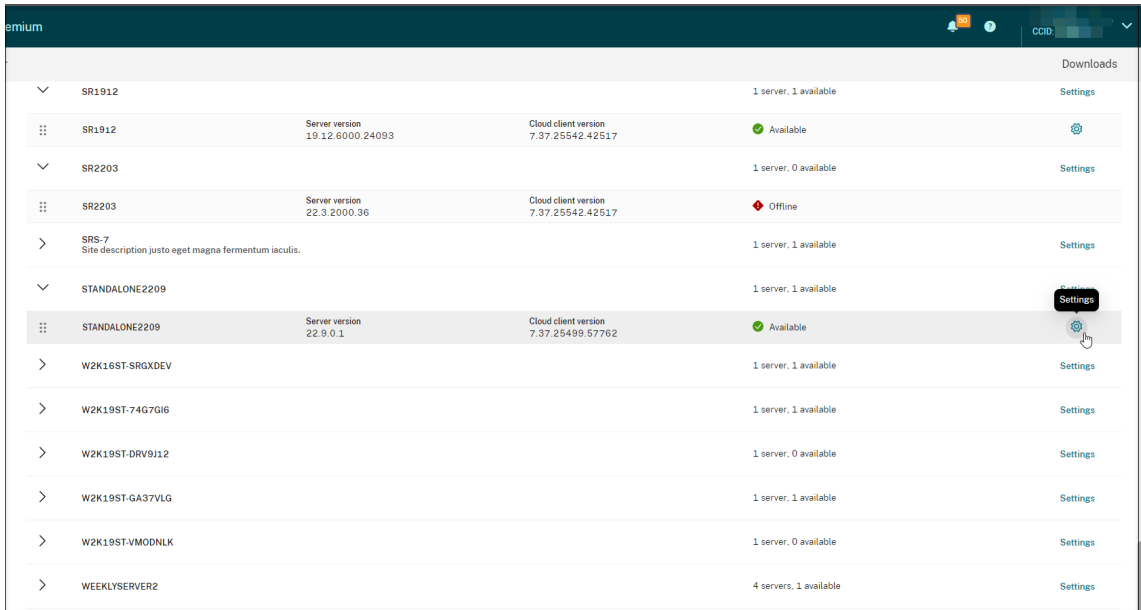 emium
50
?
CCID:
Downloads
SR1912
1 server, 1 available
Settings
SR1912
Server version
19.12.6000.24093
Cloud client version
7.37.25542.42517
Available
SR2203
1 server, 0 available
Settings
SR2203
Server version
22.3.2000.36
Cloud client version
7.37.25542.42517
Offline
SRS-7
Site description justo eget magna fermentum iaculis.
1 server, 1 available
Settings
STANDALONE2209
1 server, 1 available
Settings
Settings
STANDALONE2209
Server version
22.9.0.1
Cloud client version
7.37.25499.57762
Available
W2K16ST-SRGXDEV
1 server, 1 available
Settings
W2K19ST-74G7GI6
1 server, 1 available
Settings
W2K19ST-DRV9J12
1 server, 0 available
Settings
W2K19ST-GA37VLG
1 server, 1 available
Settings
W2K19ST-VMODNLK
1 server, 0 available
Settings
WEEKLYSERVER2
4 servers, 1 available
Settings